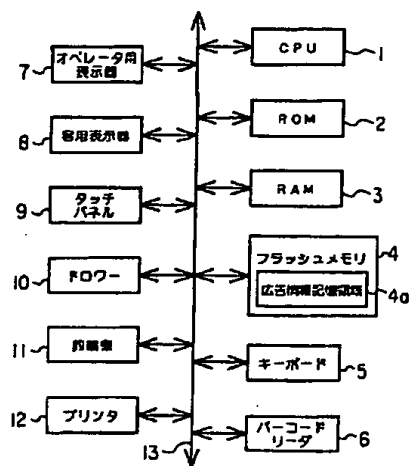 オペレータ用
表示器
7
客用表示器
8
タッチ
パネル
9
ドロワー
10
釣銭機
11
プリンタ
12
13
CPU
1
ROM
2
RAM
3
フラッシュメモリ
4
広告情報記憶領域
4a
キーボード
5
バーコード
リーダ
6